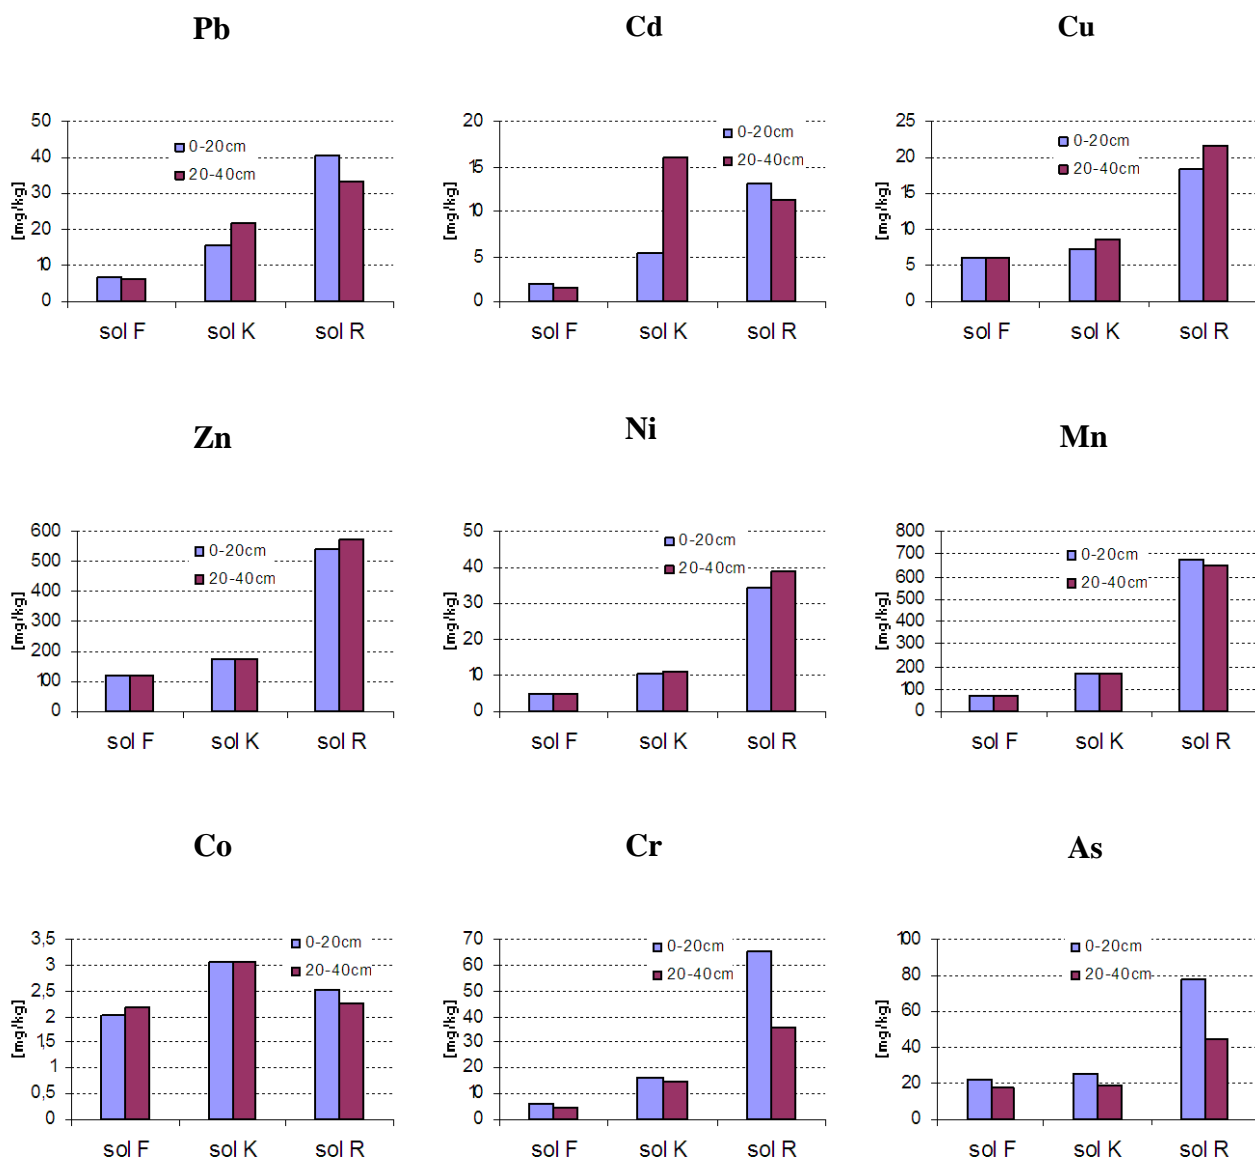 Pb
50
40
30
20
10
0
[mg/kg]
0-20cm
20-40cm
sol F sol K sol R
Cd
20
15
10
5
0
[mg/kg]
0-20cm
20-40cm
sol F sol K sol R
Cu
25
20
15
10
5
0
[mg/kg]
0-20cm
20-40cm
sol F sol K sol R
Zn
600
500
400
300
200
100
0
[mg/kg]
0-20cm
20-40cm
sol F sol K sol R
Ni
50
40
30
20
10
0
[mg/kg]
0-20cm
20-40cm
sol F sol K sol R
Mn
800
700
600
500
400
300
200
100
0
[mg/kg]
0-20cm
20-40cm
sol F sol K sol R
Co
3,5
3
2,5
2
1,5
1
0,5
0
[mg/kg]
0-20cm
20-40cm
sol F sol K sol R
Cr
70
60
50
40
30
20
10
0
[mg/kg]
0-20cm
20-40cm
sol F sol K sol R
As
100
80
60
40
20
0
[mg/kg]
0-20cm
20-40cm
sol F sol K sol R